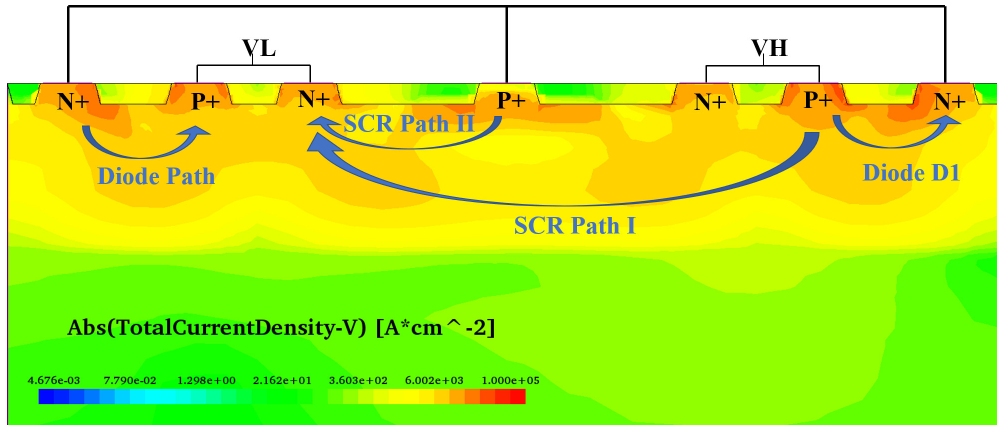 VL
VH
N+
P+
N+
P+
N+
P+
N+
SCR Path II
Diode Path
Diode D1
SCR Path I
Abs(TotalCurrentDensity-V) [A*cm^-2]
4.676e-03 7.790e-02 1.298e+00 2.162e+01 3.603e+02 6.002e+03 1.000e+05